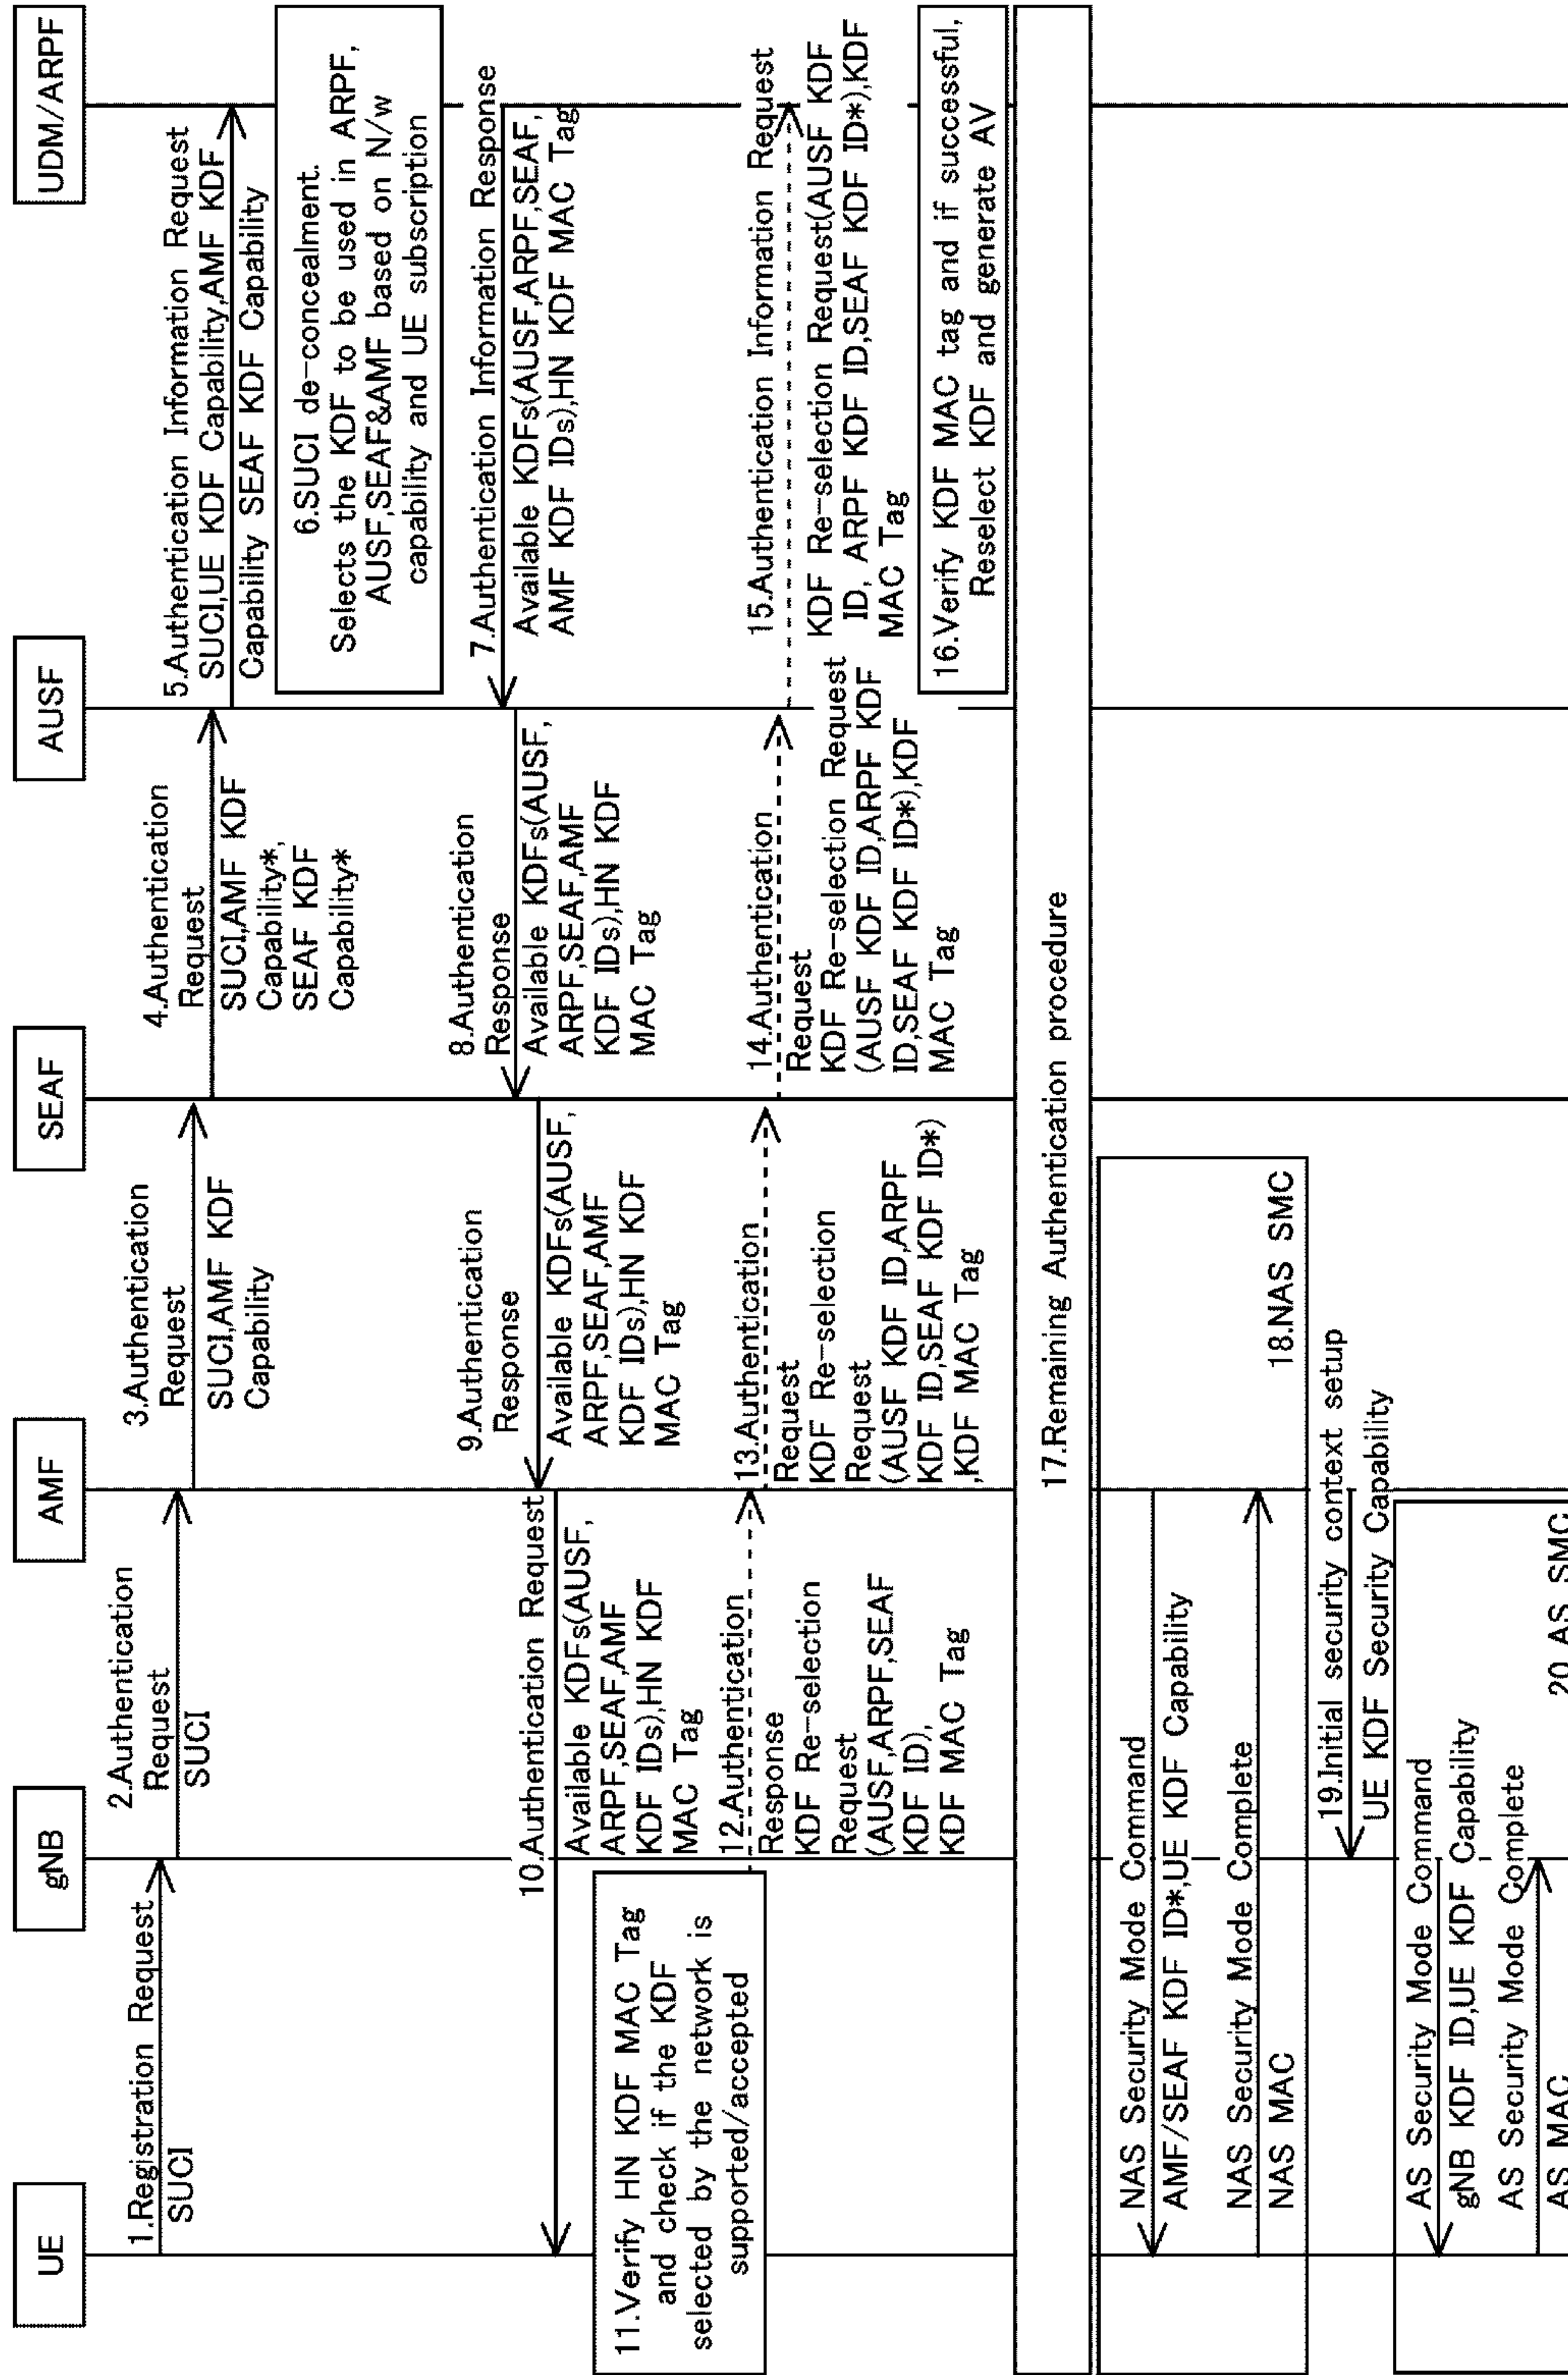 UE
gNB
AMF
SEAF
AUSF
UDM/ARPF
1.Registration Request
SUCI
2.Authentication
Request
SUCI
3.Authentication
Request
SUCI,AMF KDF
Capability
4.Authentication
Request
SUCI,AMF KDF
Capability*,
SEAF KDF
Capability*
5.Authentication Information Request
SUCI,UE KDF Capability,AMF KDF
Capability SEAF KDF Capability
6.SUCI de-concealment.
Selects the KDF to be used in ARPF,
AUSF,SEAF&AMF based on N/w
capability and UE subscription
7.Authentication Information Response
Available KDFs(AUSF,ARPF,SEAF,
AMF KDF IDs),HN KDF MAC Tag
8.Authentication
Response
Available KDFs(AUSF,
ARPF,SEAF,AMF
KDF IDs),HN KDF
MAC Tag
9.Authentication
Response
Available KDFs(AUSF,
ARPF,SEAF,AMF
KDF IDs),HN KDF
MAC Tag
10.Authentication Request
Available KDFs(AUSF,
ARPF,SEAF,AMF
KDF IDs),HN KDF
MAC Tag
11.Verify HN KDF MAC Tag
and check if the KDF
selected by the network is
supported/accepted
12.Authentication
Response
KDF Re-selection
Request
(AUSF,ARPF,SEAF
KDF ID),
KDF MAC Tag
13.Authentication
Request
KDF Re-selection
Request
(AUSF KDF ID,ARPF
KDF ID,SEAF KDF ID*)
,KDF MAC Tag
14.Authentication
Request
KDF Re-selection Request
(AUSF KDF ID,ARPF KDF
ID,SEAF KDF ID*),KDF
MAC Tag
15.Authentication Information Request
KDF Re-selection Request(AUSF KDF
ID, ARPF KDF ID,SEAF KDF ID*),KDF
MAC Tag
16.Verify KDF MAC tag and if successful,
Reselect KDF and generate AV
17.Remaining Authentication procedure
NAS Security Mode Command
AMF/SEAF KDF ID*,UE KDF Capability
NAS Security Mode Complete
NAS MAC
18.NAS SMC
19.Initial security context setup
UE KDF Security Capability
AS Security Mode Command
gNB KDF ID,UE KDF Capability
AS Security Mode Complete
AS MAC
20.AS SMC